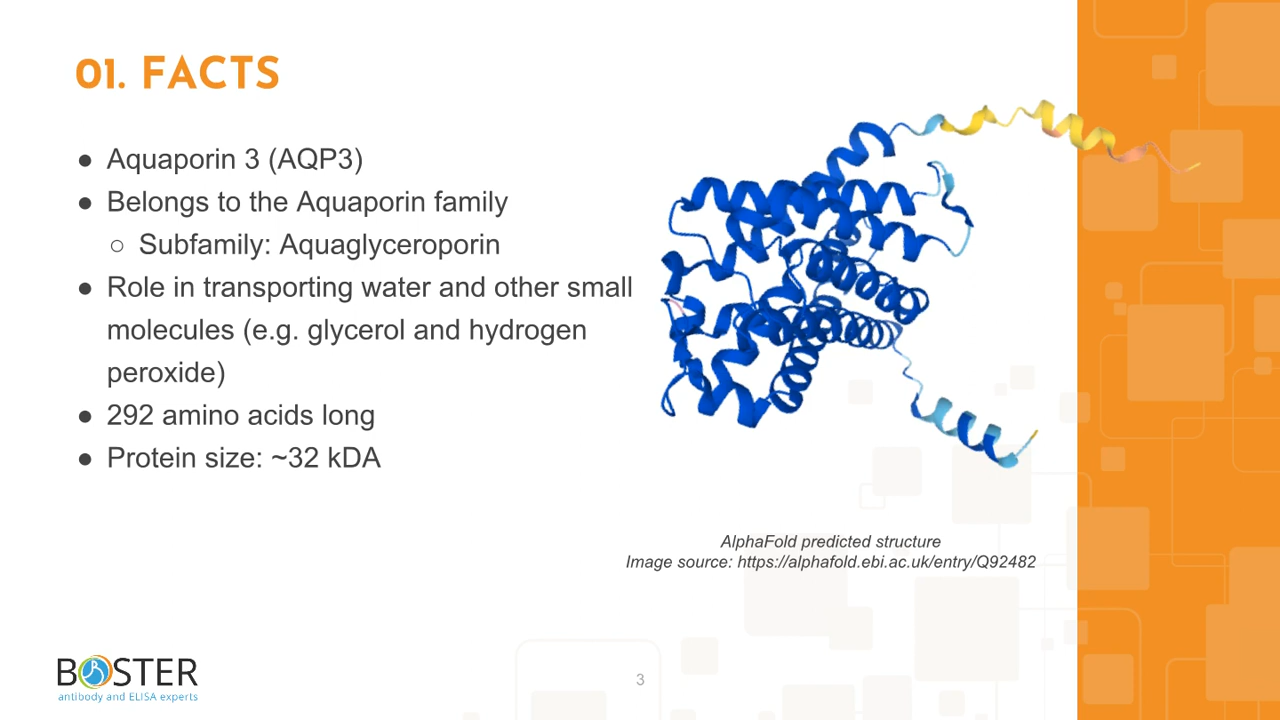 01. FACTS
● Aquaporin 3 (AQP3)
● Belongs to the Aquaporin family
○ Subfamily: Aquaglyceroporin
● Role in transporting water and other small
molecules (e.g. glycerol and hydrogen
peroxide)
● 292 amino acids long
● Protein size: ~32 kDA
AlphaFold predicted structure
Image source: https://alphafold.ebi.ac.uk/entry/Q92482
BOSTER
antibody and ELISA experts
3